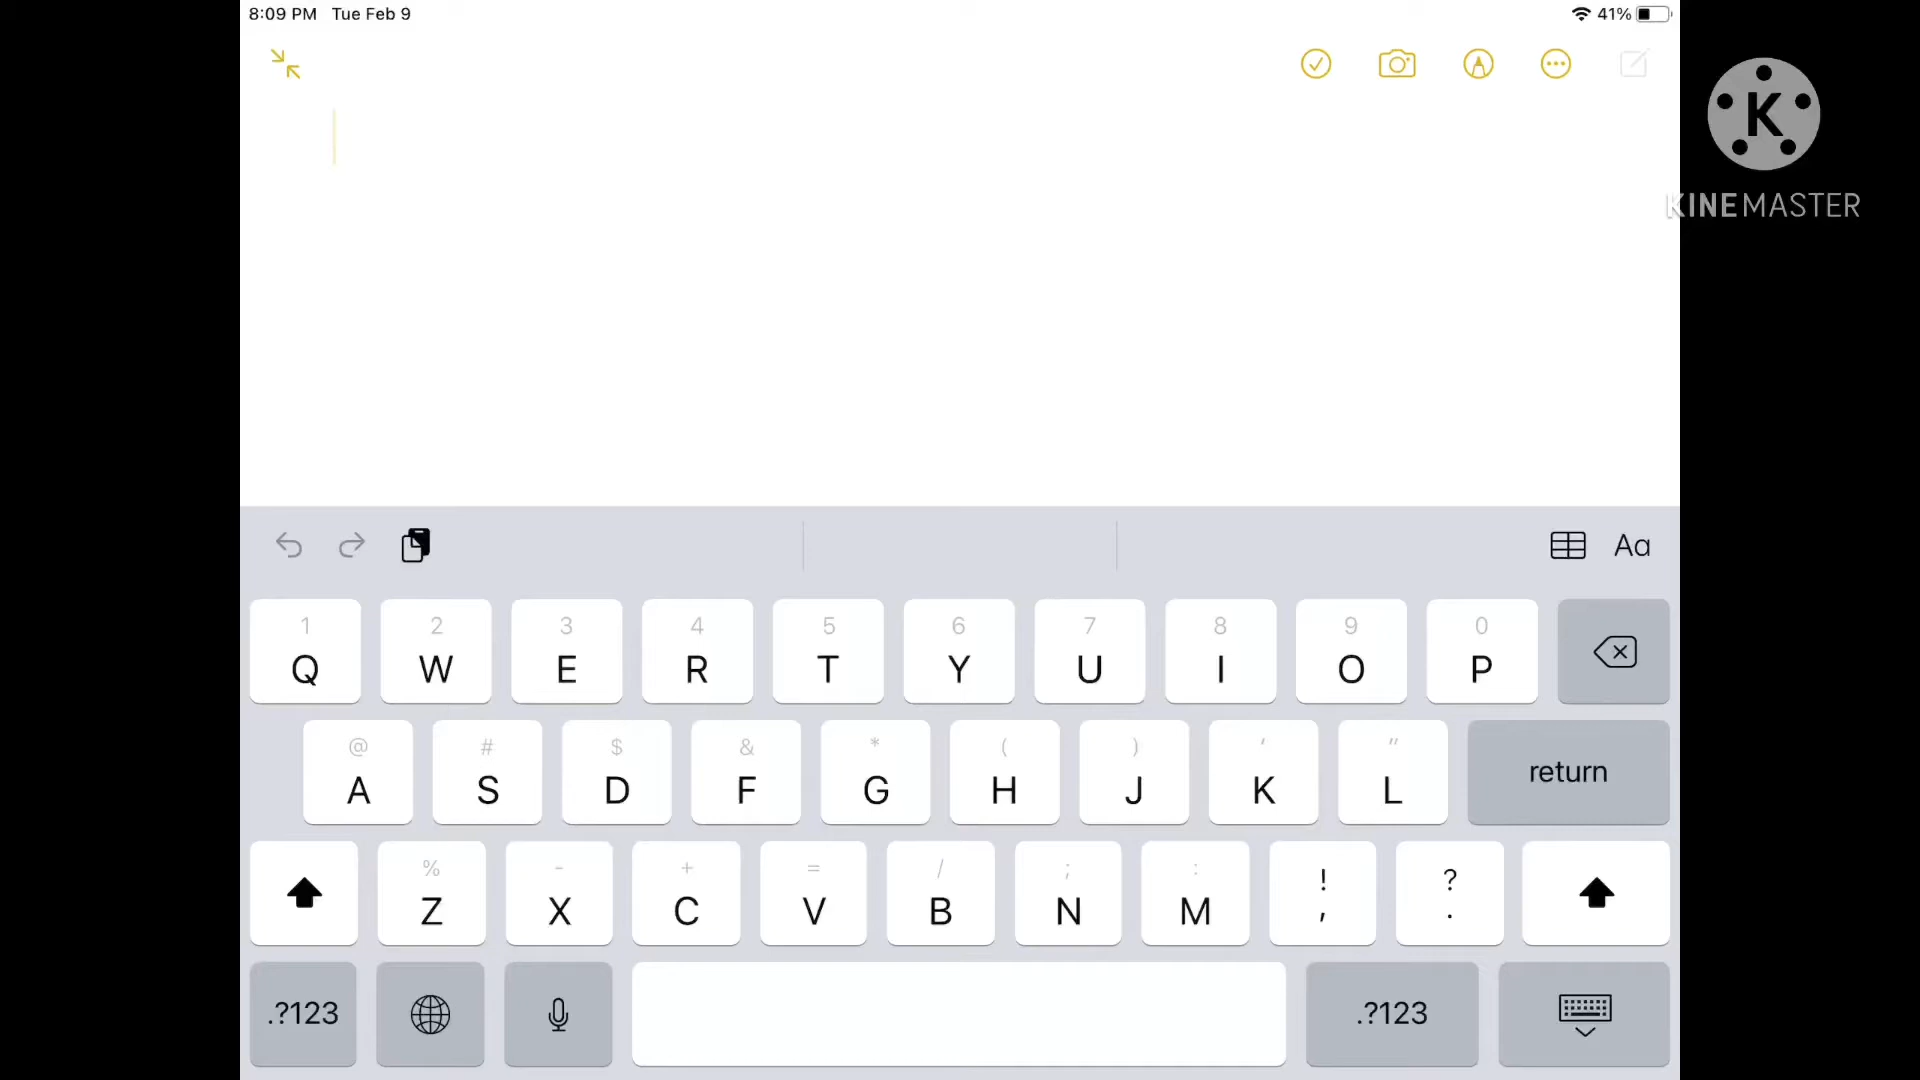 8:09 PM Tue Feb 9 41%
K
KINEMASTER
Aa
1 2 3 4 5 6 7 8 9 0
Q W E R T Y U I O P
@ # $ & * ( ) ' "
A S D F G H J K L return
% - + = / ; : ! ?
Z X C V B N M , .
.?123 .?123